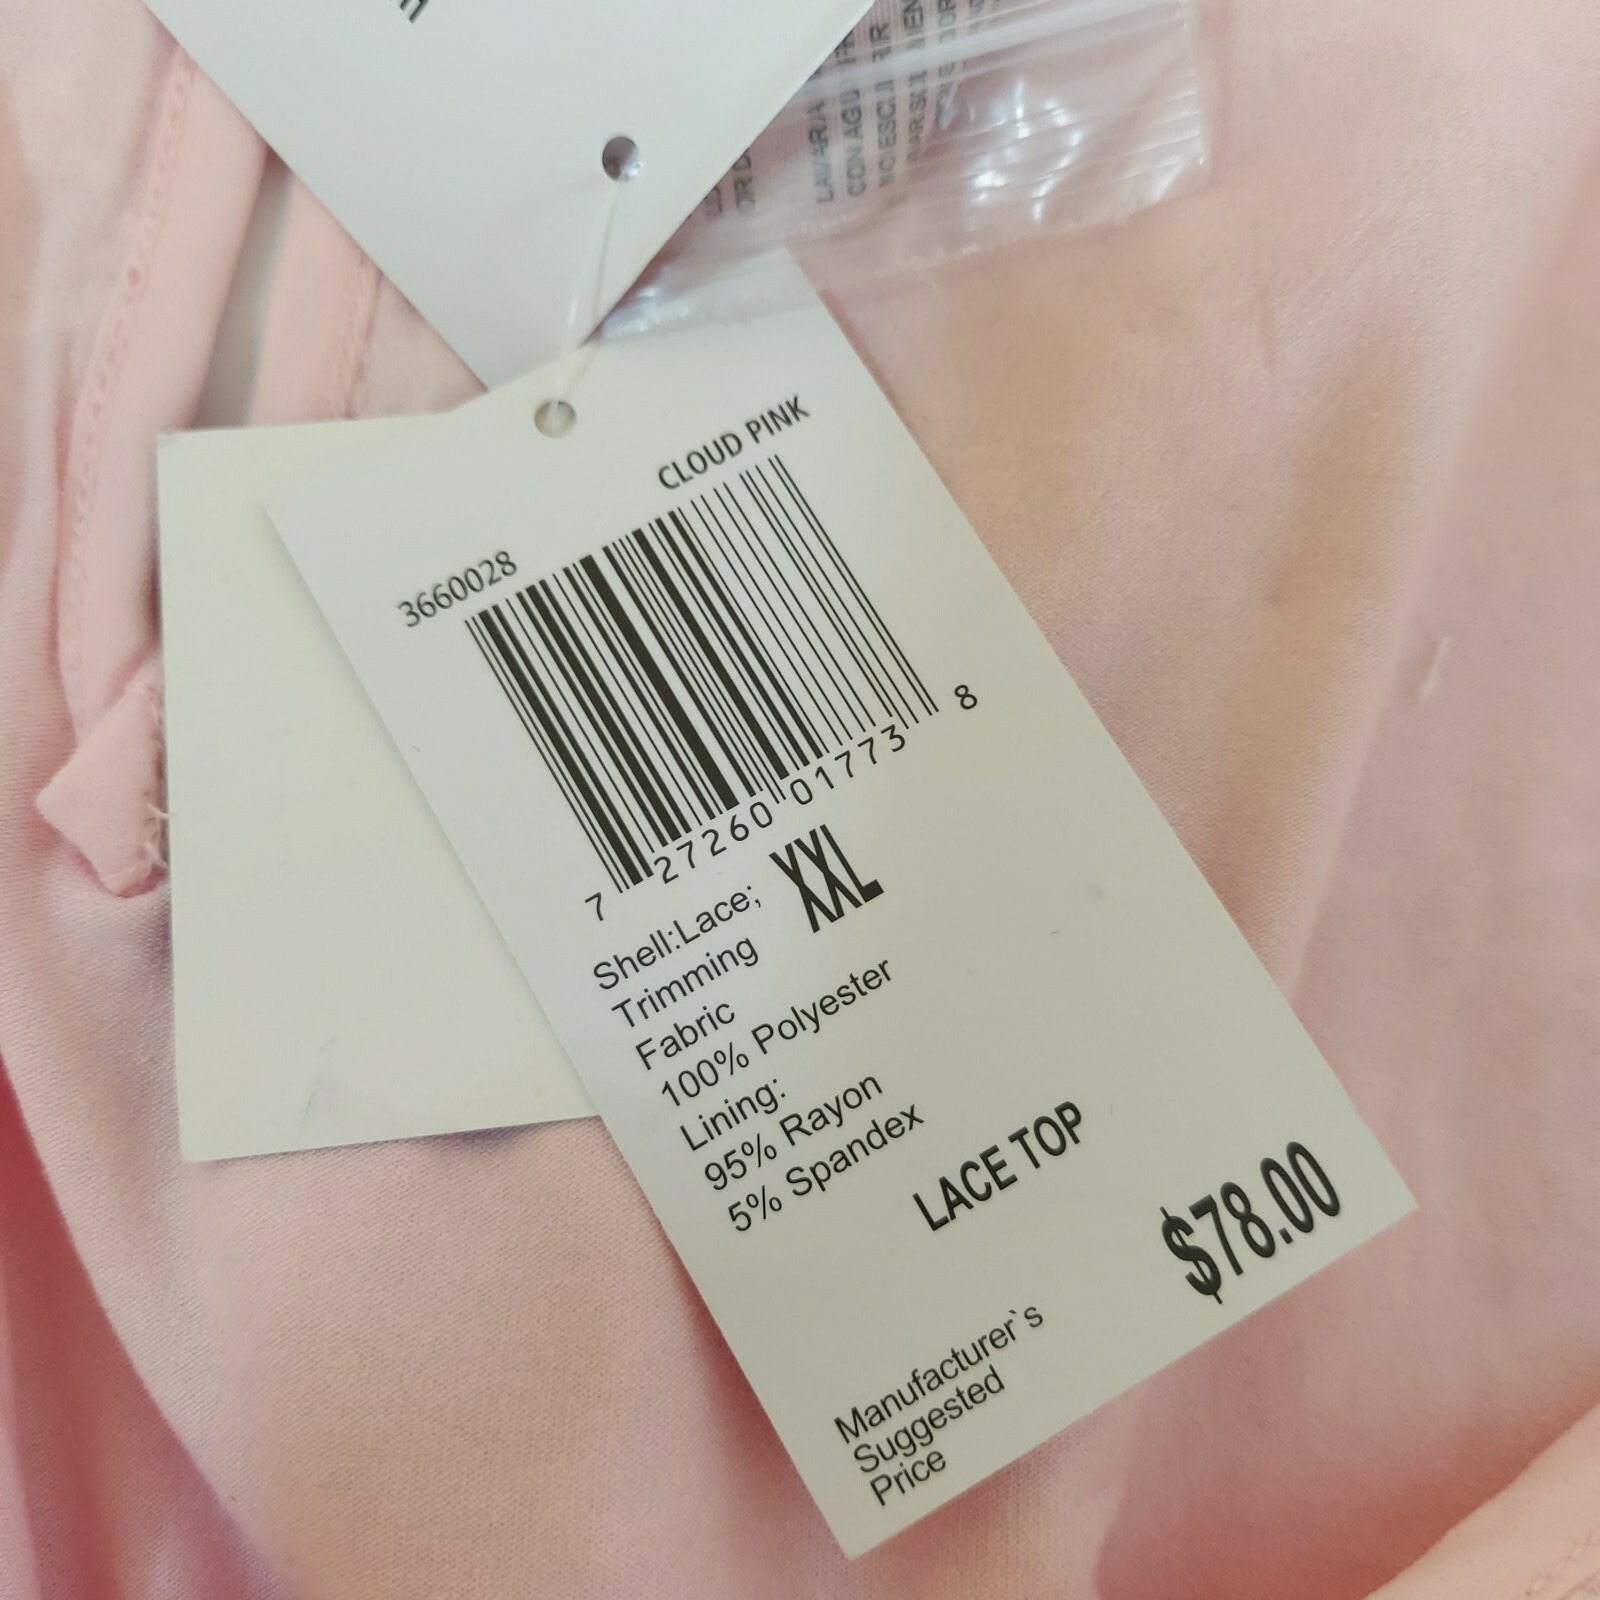 3660028
CLOUD PINK
7 27260 01773 8
XXL
Shell:Lace;
Trimming
Fabric
100% Polyester
Lining:
95% Rayon
5% Spandex
LACE TOP
$78.00
Manufacturer`s
Suggested
Price